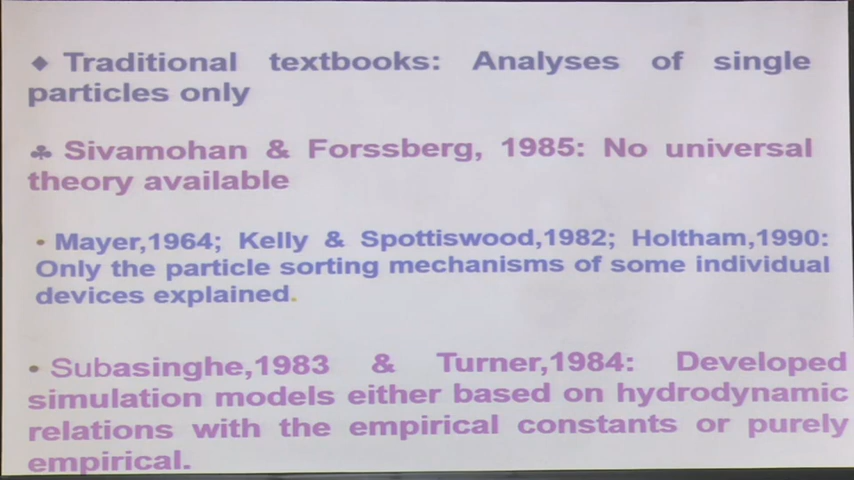 ♦ Traditional textbooks: Analyses of single
particles only
♣ Sivamohan & Forssberg, 1985: No universal
theory available
• Mayer,1964; Kelly & Spottiswood,1982; Holtham,1990:
Only the particle sorting mechanisms of some individual
devices explained.
• Subasinghe,1983 & Turner,1984: Developed
simulation models either based on hydrodynamic
relations with the empirical constants or purely
empirical.